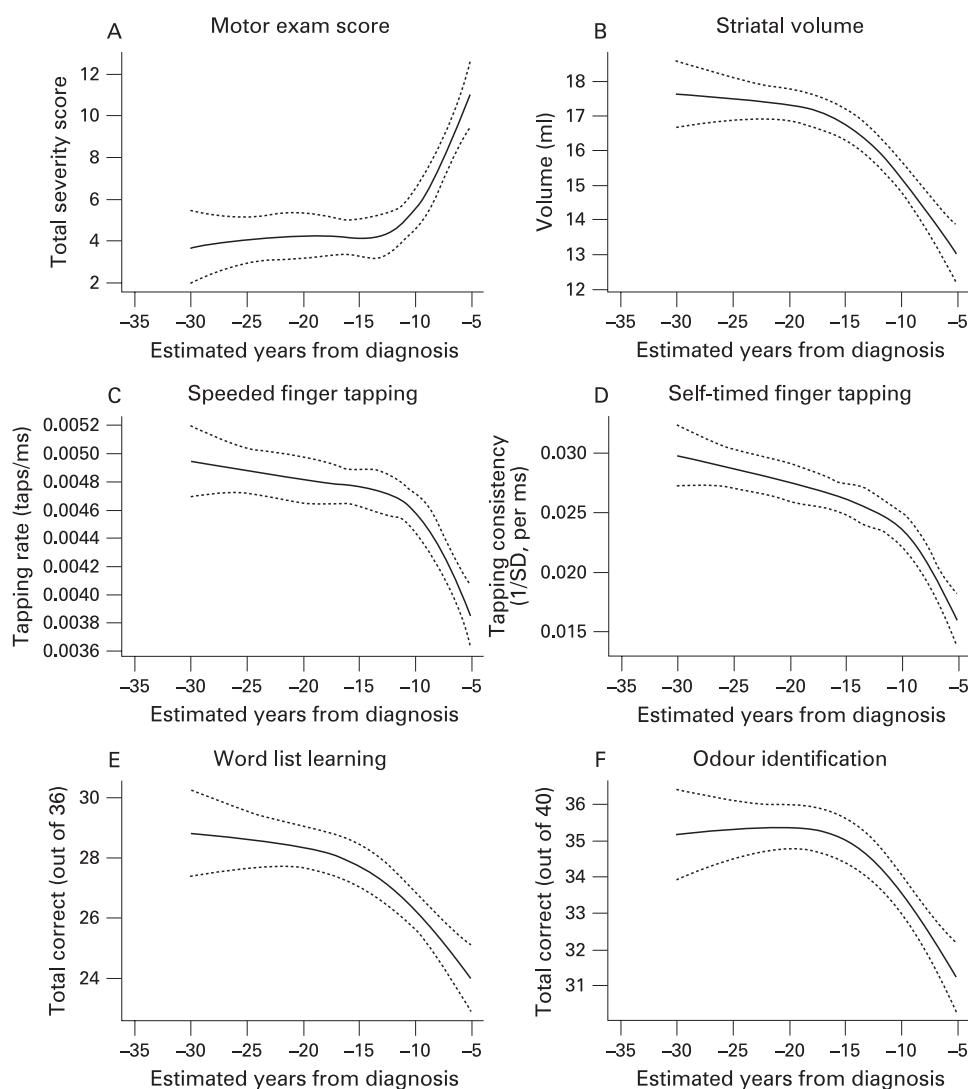 A Motor exam score
Total severity score
12
10
8
6
4
2
–35 –30 –25 –20 –15 –10 –5
Estimated years from diagnosis
B Striatal volume
Volume (ml)
18
17
16
15
14
13
12
–35 –30 –25 –20 –15 –10 –5
Estimated years from diagnosis
C Speeded finger tapping
Tapping rate (taps/ms)
0.0052
0.0050
0.0048
0.0046
0.0044
0.0042
0.0040
0.0038
0.0036
–35 –30 –25 –20 –15 –10 –5
Estimated years from diagnosis
D Self-timed finger tapping
Tapping consistency
(1/SD, per ms)
0.030
0.025
0.020
0.015
–35 –30 –25 –20 –15 –10 –5
Estimated years from diagnosis
E Word list learning
Total correct (out of 36)
30
28
26
24
–35 –30 –25 –20 –15 –10 –5
Estimated years from diagnosis
F Odour identification
Total correct (out of 40)
36
35
34
33
32
31
–35 –30 –25 –20 –15 –10 –5
Estimated years from diagnosis